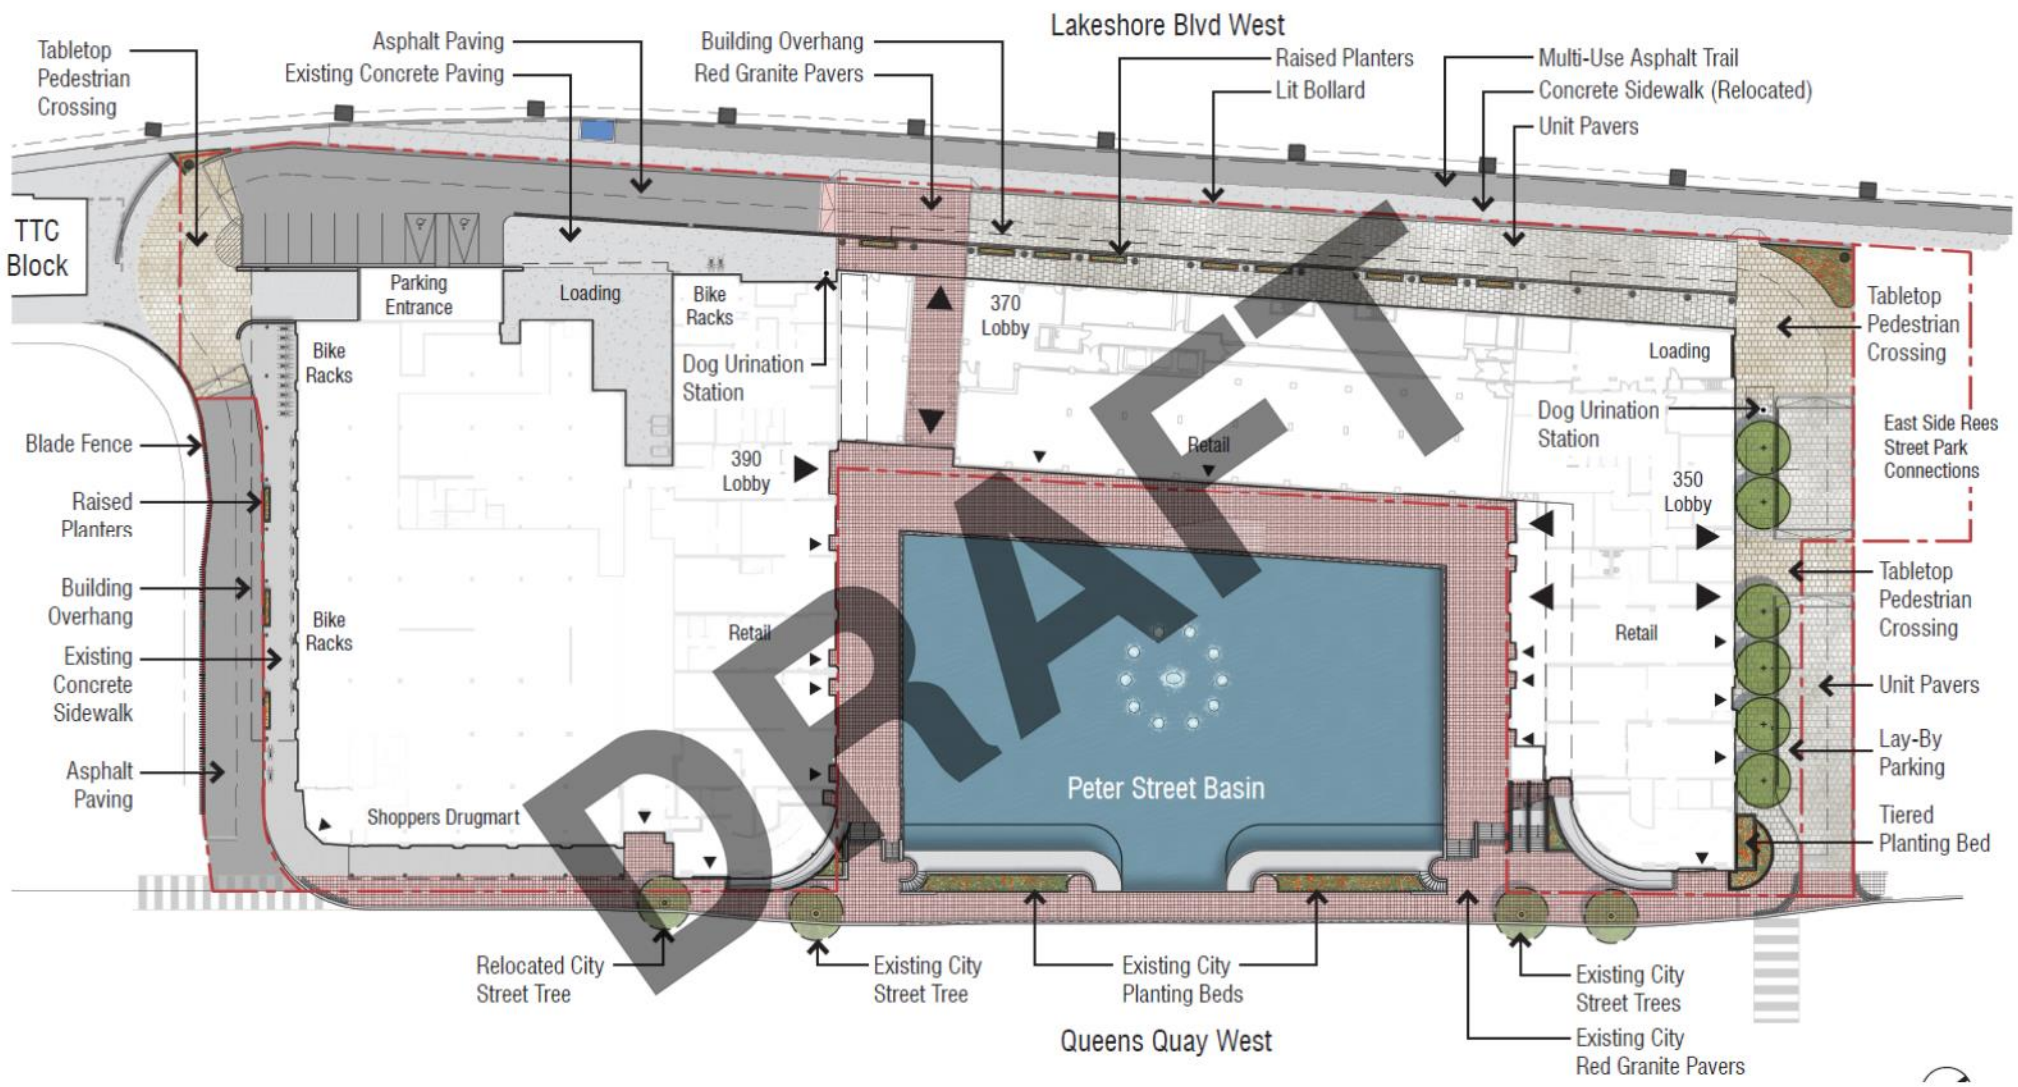 Lakeshore Blvd West
Tabletop
Pedestrian
Crossing
Asphalt Paving
Existing Concrete Paving
Building Overhang
Red Granite Pavers
Raised Planters
Lit Bollard
Multi-Use Asphalt Trail
Concrete Sidewalk (Relocated)
Unit Pavers
TTC
Block
Parking
Entrance
Loading
Bike
Racks
370
Lobby
Bike
Racks
Dog Urination
Station
Loading
Tabletop
Pedestrian
Crossing
Dog Urination
Station
East Side Rees
Street Park
Connections
Blade Fence
390
Lobby
Retail
350
Lobby
Raised
Planters
Building
Overhang
Bike
Racks
Retail
Retail
Tabletop
Pedestrian
Crossing
Existing
Concrete
Sidewalk
Unit Pavers
Lay-By
Parking
Asphalt
Paving
Shoppers Drugmart
Peter Street Basin
Tiered
Planting Bed
DRAFT
Relocated City
Street Tree
Existing City
Street Tree
Existing City
Planting Beds
Existing City
Street Trees
Existing City
Red Granite Pavers
Queens Quay West